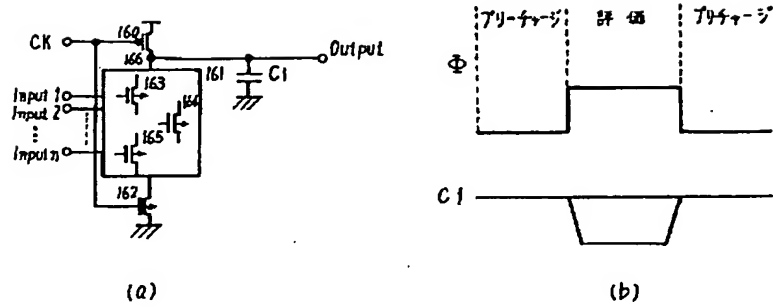 CK
160
166
161
C1
Output
Input 1
Input 2
Input n
163
164
165
162
(a)
プリーチャージ
評価
プリチャージ
Φ
C1
(b)